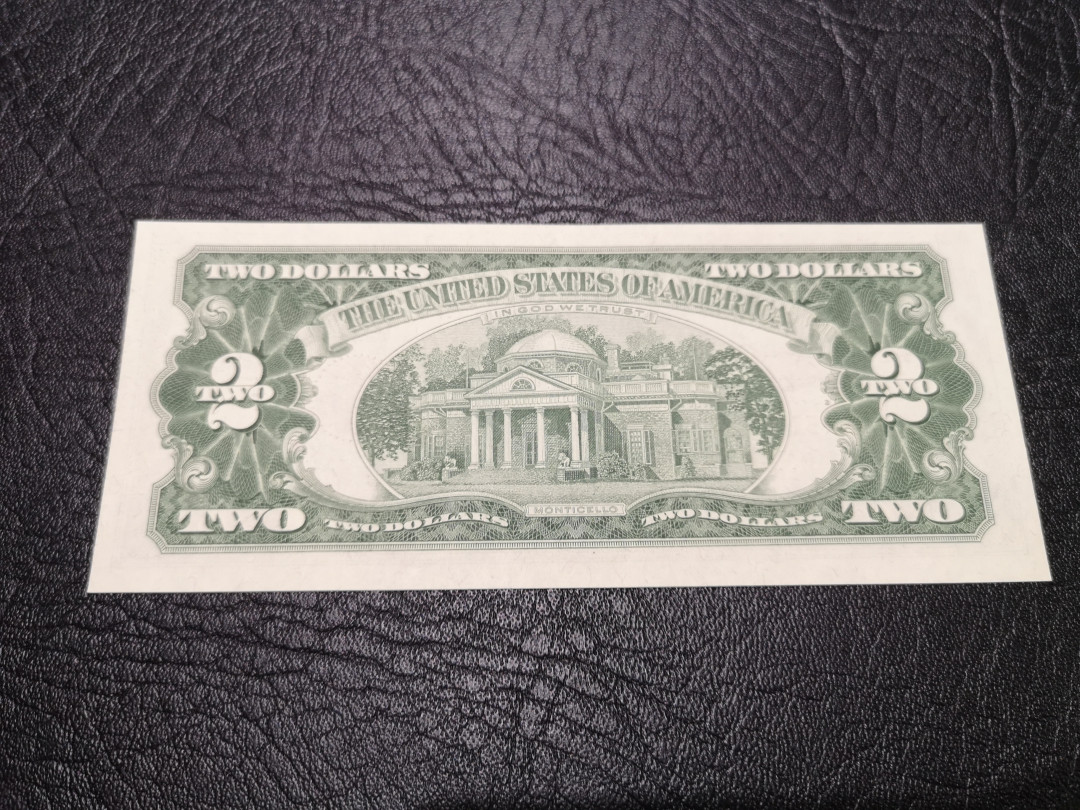 TWO DOLLARS TWO DOLLARS
THE UNITED STATES OF AMERICA
IN GOD WE TRUST
2 2
TWO TWO
MONTICELLO
TWO TWO DOLLARS TWO DOLLARS TWO